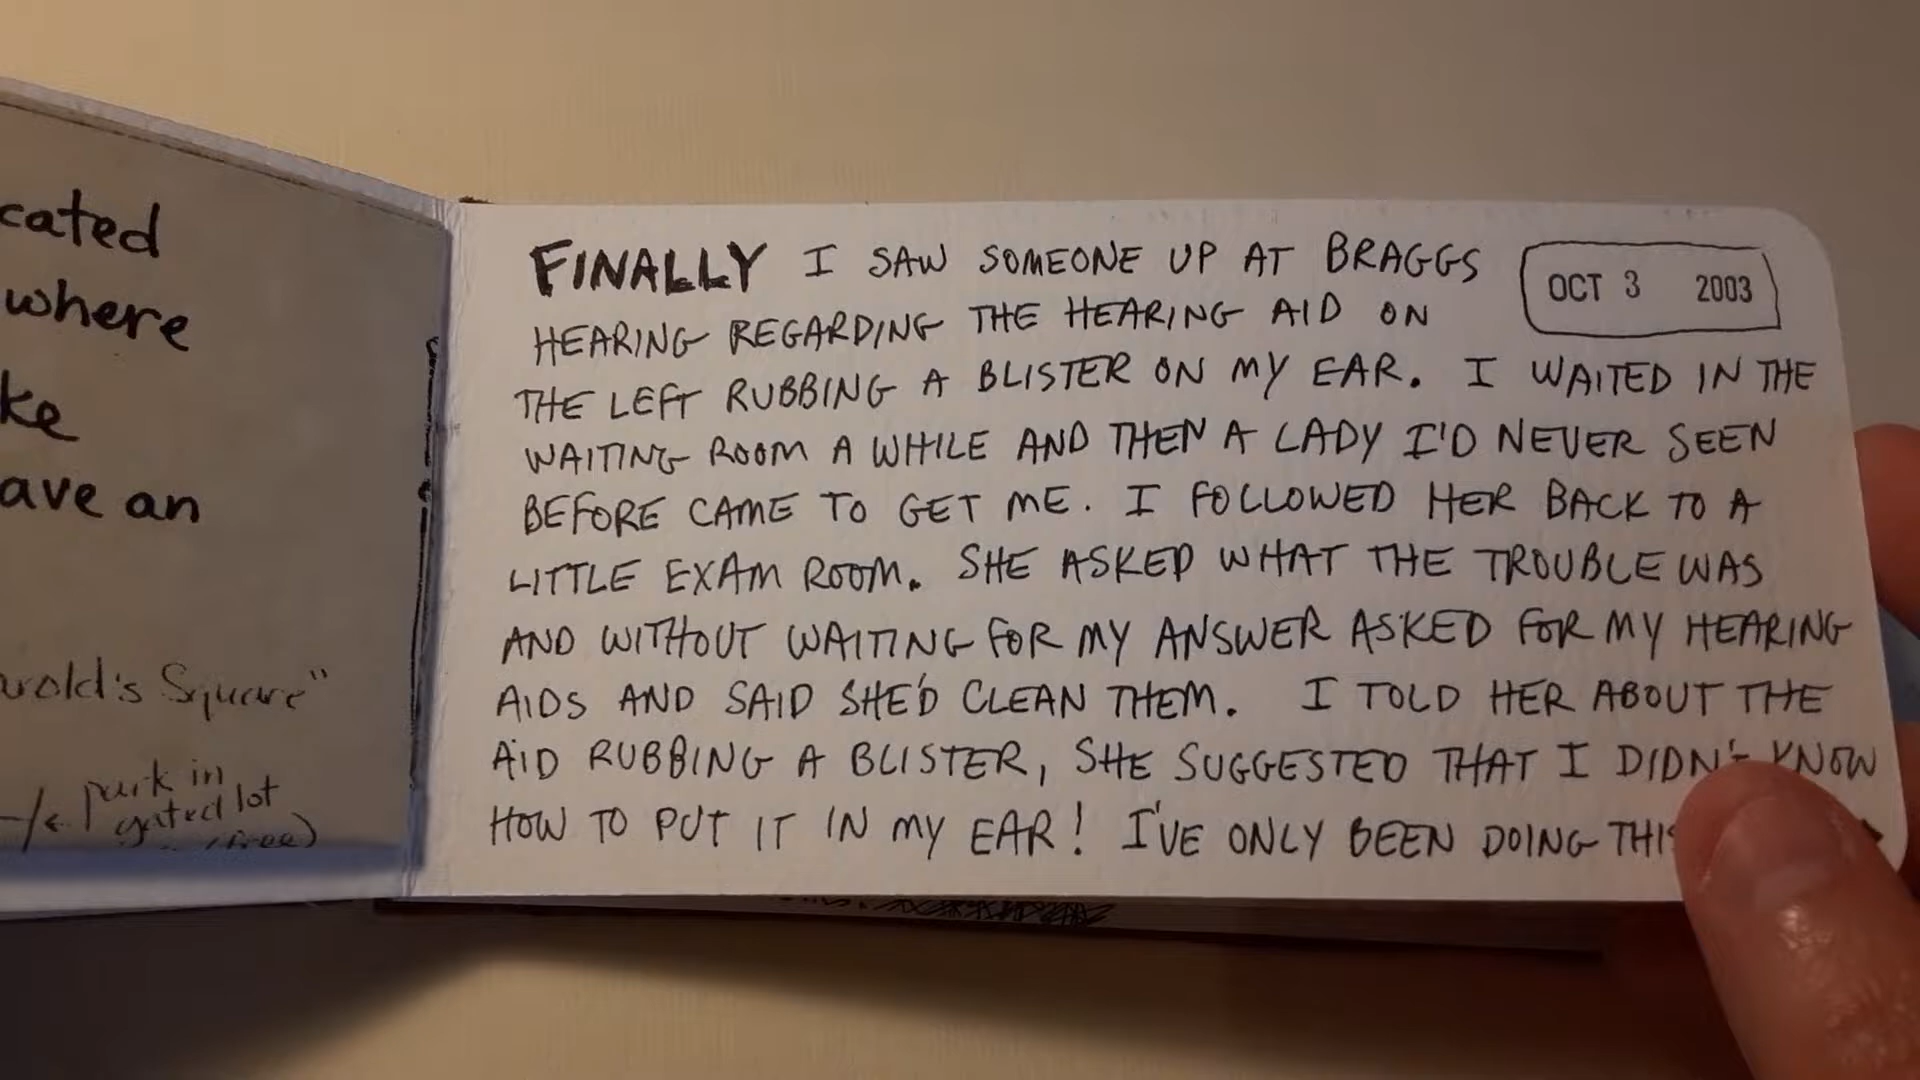 cated
where
ke
ave an
arold's Square"
park in
gated lot
(free)
FINALLY I SAW SOMEONE UP AT BRAGGS
OCT 3 2003
HEARING REGARDING THE HEARING AID ON
THE LEFT RUBBING A BLISTER ON MY EAR. I WAITED IN THE
WAITING ROOM A WHILE AND THEN A LADY I'D NEVER SEEN
BEFORE CAME TO GET ME. I FOLLOWED HER BACK TO A
LITTLE EXAM ROOM. SHE ASKED WHAT THE TROUBLE WAS
AND WITHOUT WAITING FOR MY ANSWER ASKED FOR MY HEARING
AIDS AND SAID SHE'D CLEAN THEM. I TOLD HER ABOUT THE
AID RUBBING A BLISTER, SHE SUGGESTED THAT I DIDN'T KNOW
HOW TO PUT IT IN MY EAR! I'VE ONLY BEEN DOING THIS